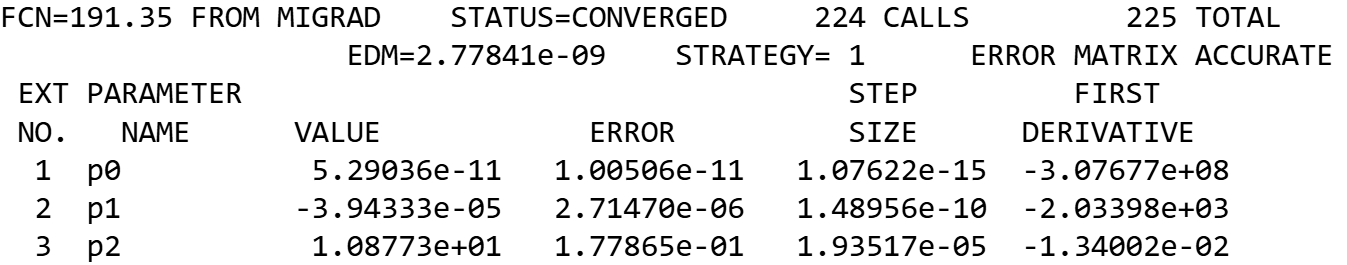 FCN=191.35 FROM MIGRAD    STATUS=CONVERGED     224 CALLS         225 TOTAL
                    EDM=2.77841e-09    STRATEGY= 1      ERROR MATRIX ACCURATE
 EXT PARAMETER                                   STEP         FIRST
 NO.   NAME      VALUE            ERROR          SIZE      DERIVATIVE
  1  p0           5.29036e-11   1.00506e-11   1.07622e-15  -3.07677e+08
  2  p1          -3.94333e-05   2.71470e-06   1.48956e-10  -2.03398e+03
  3  p2           1.08773e+01   1.77865e-01   1.93517e-05  -1.34002e-02